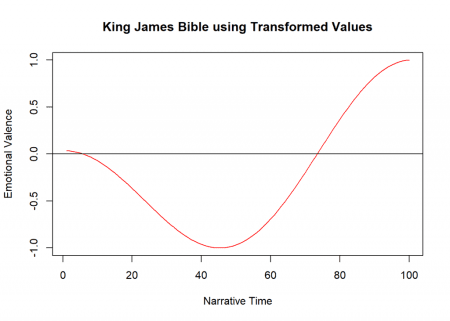 King James Bible using Transformed Values
Emotional Valence
1.0
0.5
0.0
-0.5
-1.0
0 20 40 60 80 100
Narrative Time